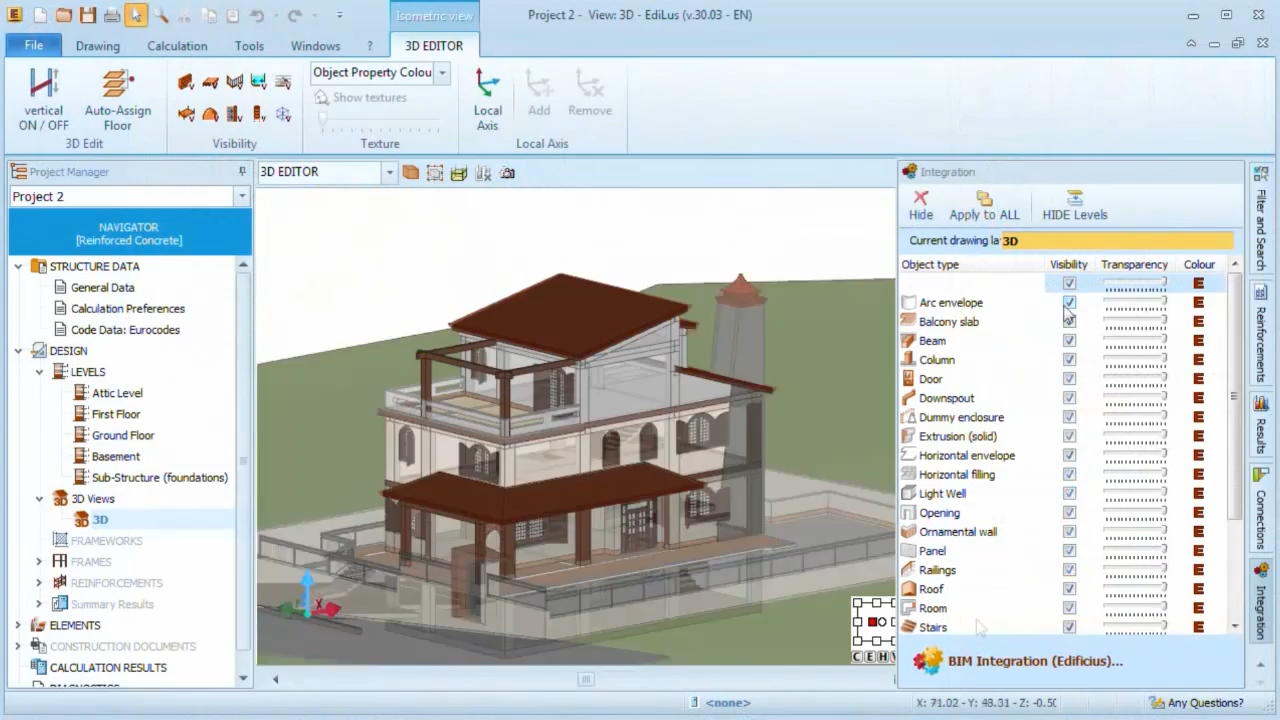 Isometric view
Project 2 - View: 3D - EdiLus (v.30.03 - EN)
File
Drawing
Calculation
Tools
Windows
?
3D EDITOR
vertical
ON / OFF
Auto-Assign
Floor
3D Edit
Visibility
Object Property Colou
Show textures
Texture
Local
Axis
Add
Remove
Local Axis
Project Manager
Project 2
NAVIGATOR
[Reinforced Concrete]
STRUCTURE DATA
General Data
Calculation Preferences
Code Data: Eurocodes
DESIGN
LEVELS
Attic Level
First Floor
Ground Floor
Basement
Sub-Structure (foundations)
3D Views
3D
FRAMEWORKS
FRAMES
REINFORCEMENTS
Summary Results
ELEMENTS
CONSTRUCTION DOCUMENTS
CALCULATION RESULTS
3D EDITOR
X
C E H V
Integration
Hide
Apply to ALL
HIDE Levels
Current drawing la 3D
Object type Visibility Transparency Colour
Arc envelope
Balcony slab
Beam
Column
Door
Downspout
Dummy enclosure
Extrusion (solid)
Horizontal envelope
Horizontal filling
Light Well
Opening
Ornamental wall
Panel
Railings
Roof
Room
Stairs
BIM Integration (Edificius)...
Filter and Search
Reinforcements
Results
Connections
Integration
<none>
X: 71.02 - Y: 48.31 - Z: -0.50
Any Questions?